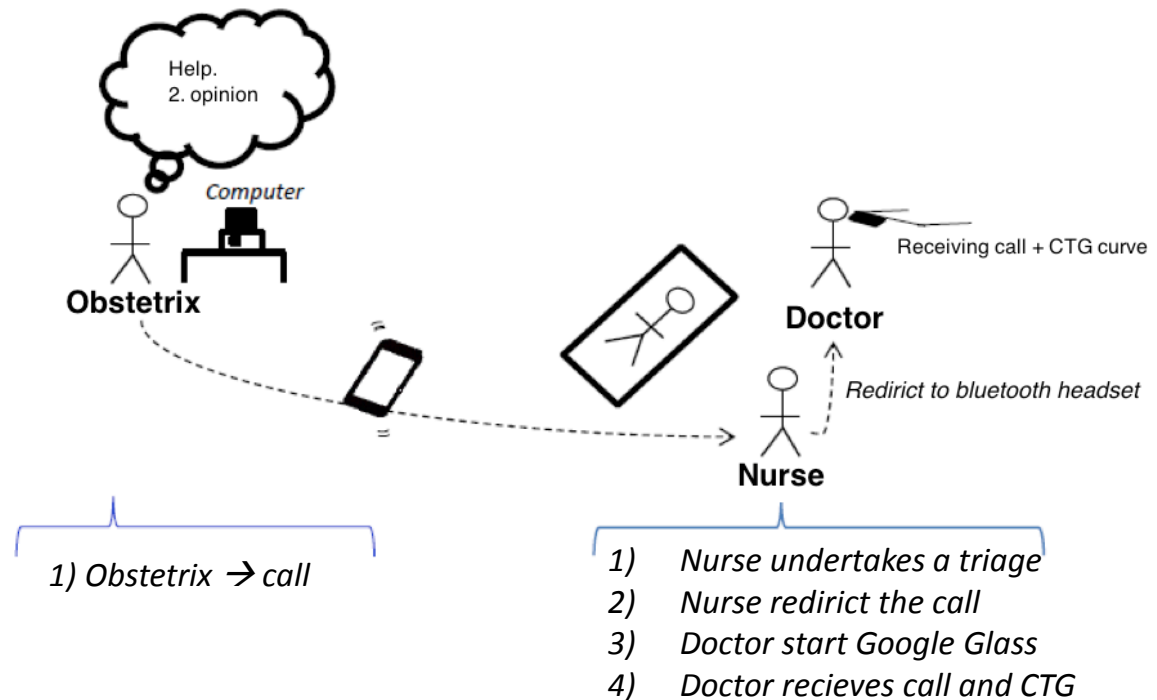 Help.
2. opinion
Computer
Obstetrix
Receiving call + CTG curve
Doctor
Redirict to bluetooth headset
Nurse
1) Obstetrix → call
1) Nurse undertakes a triage
2) Nurse redirict the call
3) Doctor start Google Glass
4) Doctor recieves call and CTG